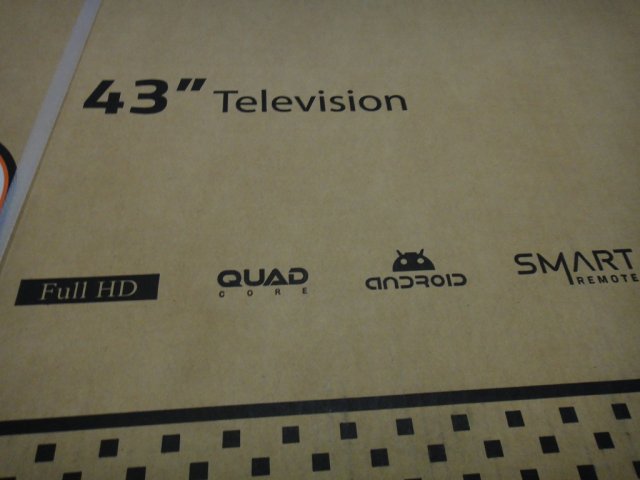 43" Television
Full HD
QUAD
CORE
ANDROID
SMART
REMOTE